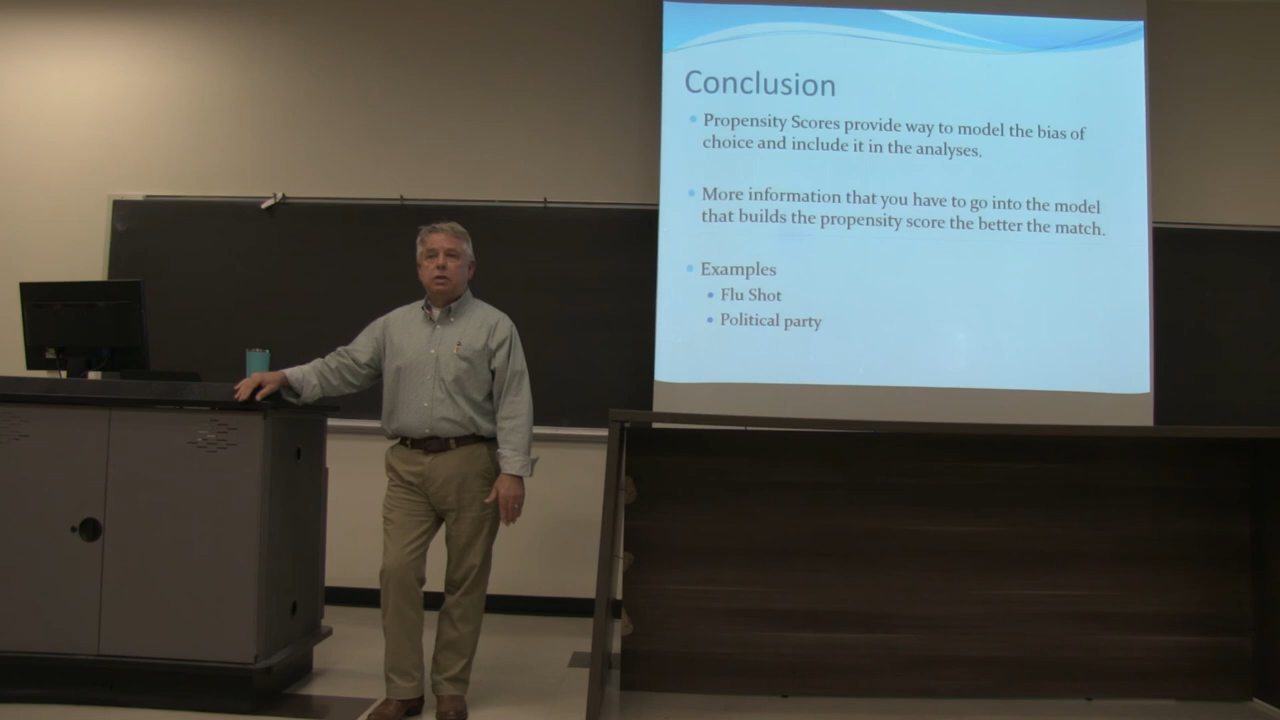 Conclusion
Propensity Scores provide way to model the bias of
choice and include it in the analyses.
More information that you have to go into the model
that builds the propensity score the better the match.
Examples
Flu Shot
Political party